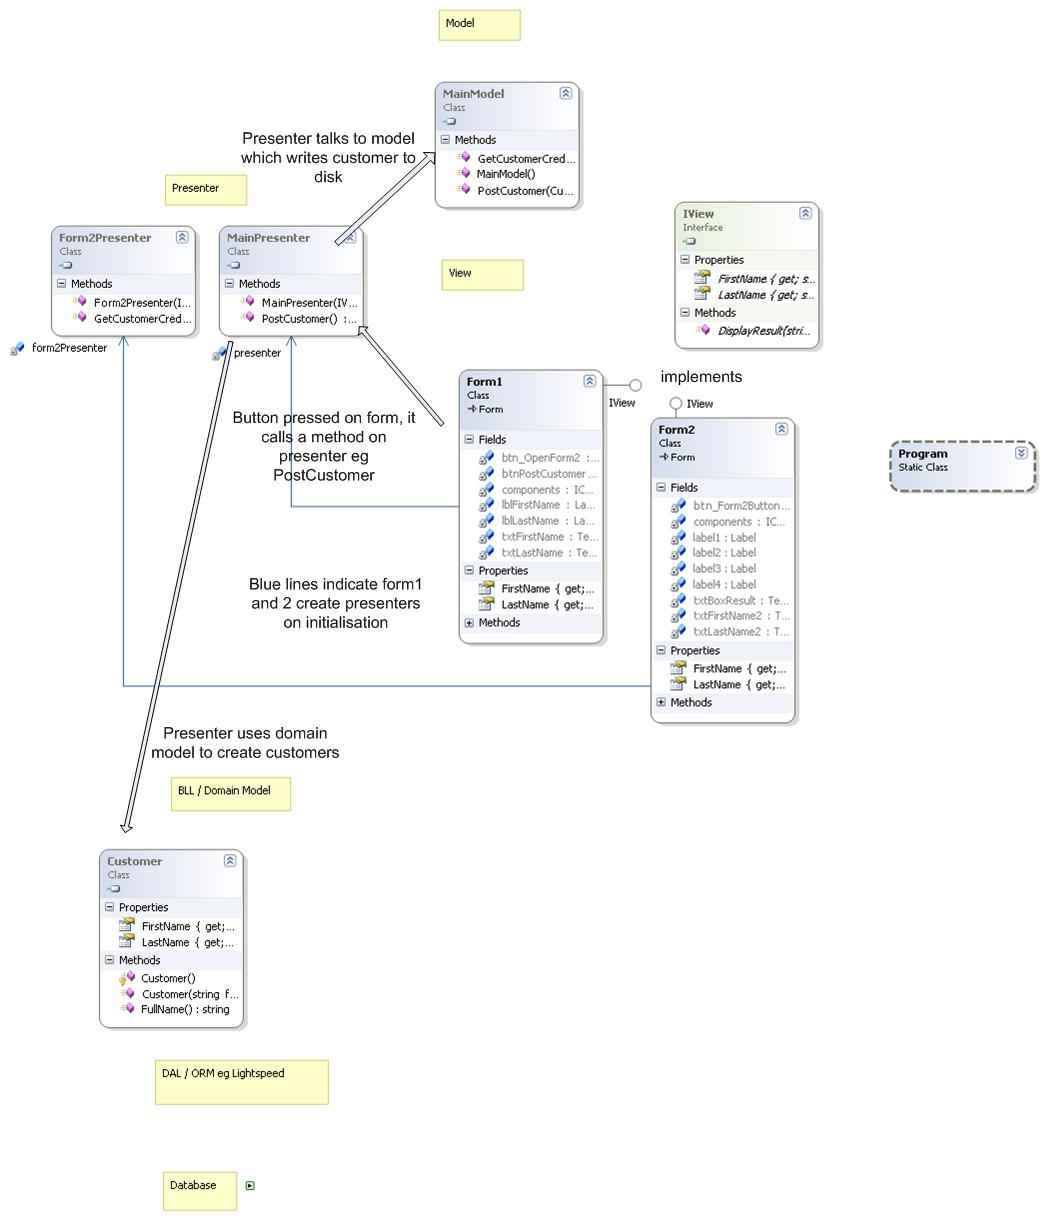 Model
MainModel
Class
Methods
GetCustomerCred...
MainModel()
PostCustomer(Cu...
Presenter talks to model
which writes customer to
disk
Presenter
Form2Presenter
Class
Methods
Form2Presenter(I...
GetCustomerCred...
form2Presenter
MainPresenter
Class
Methods
MainPresenter(IV...
PostCustomer() : ...
presenter
View
IView
Interface
Properties
FirstName { get; s...
LastName { get; s...
Methods
DisplayResult(stri...
Button pressed on form, it
calls a method on
presenter eg
PostCustomer
Form1
Class
Form
Fields
btn_OpenForm2 : ...
btnPostCustomer ...
components : IC...
lblFirstName : La...
lblLastName : La...
txtFirstName : Te...
txtLastName : Te...
Properties
FirstName { get;...
LastName { get;...
Methods
IView
implements
IView
Form2
Class
Form
Fields
btn_Form2Button...
components : IC...
label1 : Label
label2 : Label
label3 : Label
label4 : Label
txtBoxResult : Te...
txtFirstName2 : T...
txtLastName2 : T...
Properties
FirstName { get;...
LastName { get;...
Methods
Program
Static Class
Blue lines indicate form1
and 2 create presenters
on initialisation
Presenter uses domain
model to create customers
BLL / Domain Model
Customer
Class
Properties
FirstName { get;...
LastName { get;...
Methods
Customer()
Customer(string f...
FullName() : string
DAL / ORM eg Lightspeed
Database